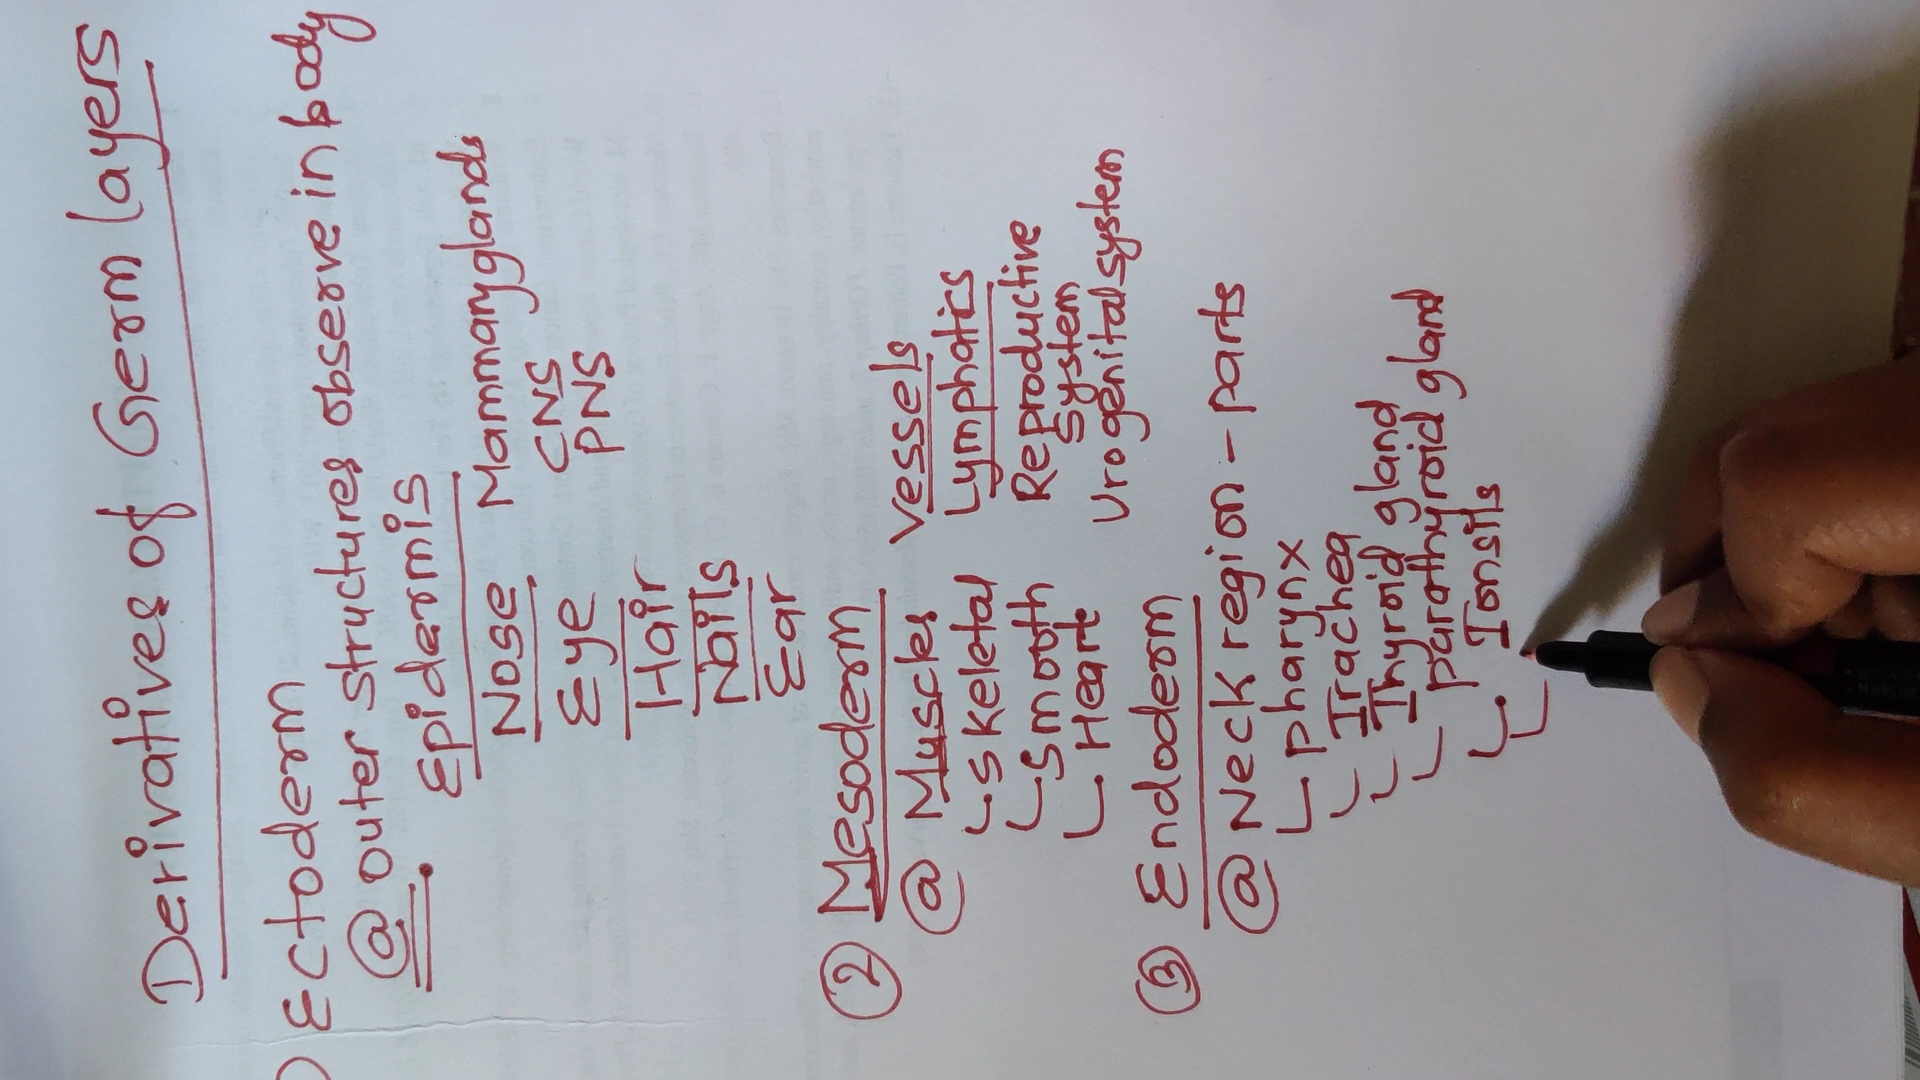 Derivatives of Germ layers
Ectoderm
@ outer structures observe in body
Epidermis
Nose
Eye
Hair
Nails
Ear
Mammary glands
CNS
PNS
2 Mesoderm
@ Muscles
Skeletal
Smooth
Heart
Vessels
Lymphatics
Reproductive
System
Urogenital system
3 Endoderm
@ Neck region - parts
pharynx
Trachea
Thyroid gland
parathyroid gland
Tonsils